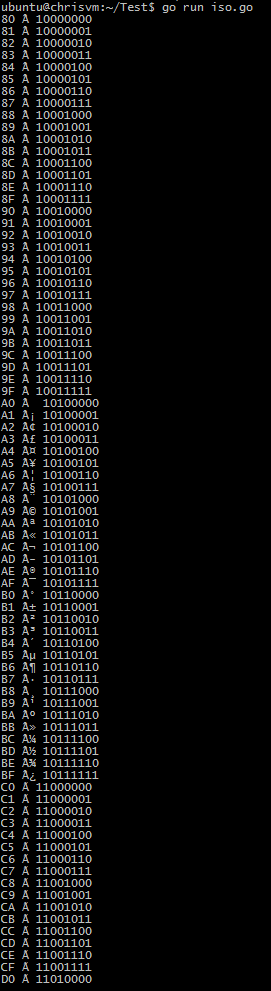 ubuntu@chrisvm:~/Test$ go run iso.go
80 Â 10000000
81 Â 10000001
82 Â 10000010
83 Â 10000011
84 Â 10000100
85 Â 10000101
86 Â 10000110
87 Â 10000111
88 Â 10001000
89 Â 10001001
8A Â 10001010
8B Â 10001011
8C Â 10001100
8D Â 10001101
8E Â 10001110
8F Â 10001111
90 Â 10010000
91 Â 10010001
92 Â 10010010
93 Â 10010011
94 Â 10010100
95 Â 10010101
96 Â 10010110
97 Â 10010111
98 Â 10011000
99 Â 10011001
9A Â 10011010
9B Â 10011011
9C Â 10011100
9D Â 10011101
9E Â 10011110
9F Â 10011111
A0 Â  10100000
A1 Â¡ 10100001
A2 Â¢ 10100010
A3 Â£ 10100011
A4 Â¤ 10100100
A5 Â¥ 10100101
A6 Â¦ 10100110
A7 Â§ 10100111
A8 Â¨ 10101000
A9 Â© 10101001
AA Âª 10101010
AB Â« 10101011
AC Â¬ 10101100
AD Â- 10101101
AE Â® 10101110
AF Â¯ 10101111
B0 Â° 10110000
B1 Â± 10110001
B2 Â² 10110010
B3 Â³ 10110011
B4 Â´ 10110100
B5 Âµ 10110101
B6 Â¶ 10110110
B7 Â· 10110111
B8 Â¸ 10111000
B9 Â¹ 10111001
BA Âº 10111010
BB Â» 10111011
BC Â¼ 10111100
BD Â½ 10111101
BE Â¾ 10111110
BF Â¿ 10111111
C0 Ã 11000000
C1 Ã 11000001
C2 Ã 11000010
C3 Ã 11000011
C4 Ã 11000100
C5 Ã 11000101
C6 Ã 11000110
C7 Ã 11000111
C8 Ã 11001000
C9 Ã 11001001
CA Ã 11001010
CB Ã 11001011
CC Ã 11001100
CD Ã 11001101
CE Ã 11001110
CF Ã 11001111
D0 Ã 11010000